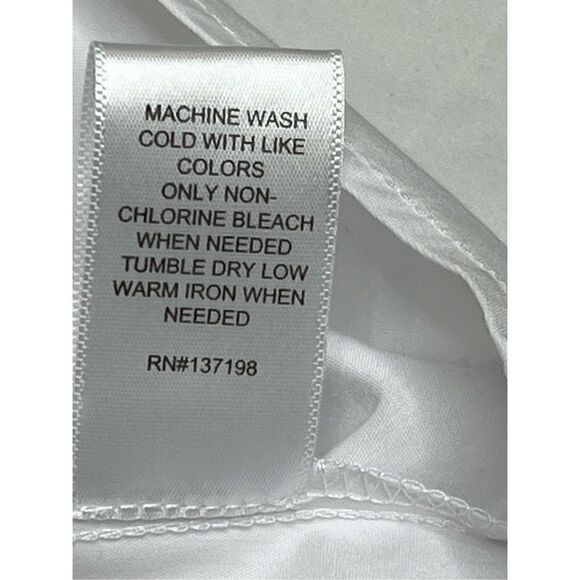 MACHINE WASH
COLD WITH LIKE
COLORS
ONLY NON-
CHLORINE BLEACH
WHEN NEEDED
TUMBLE DRY LOW
WARM IRON WHEN
NEEDED
RN#137198